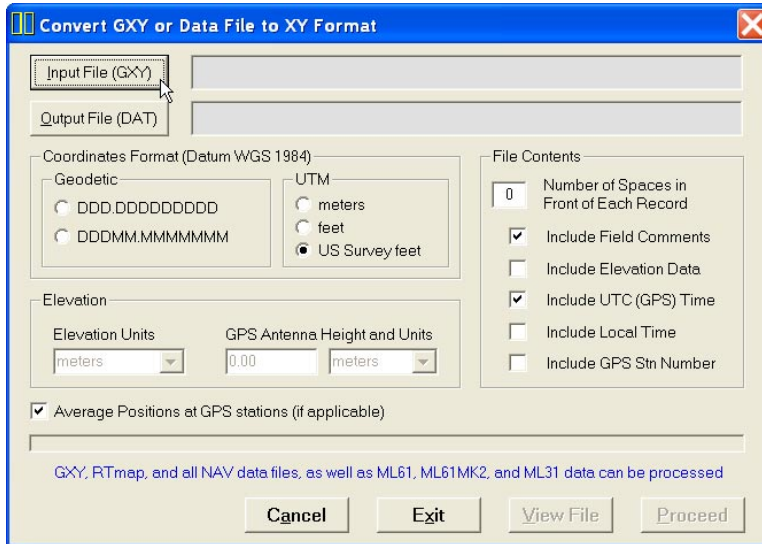 Convert GXY or Data File to XY Format
Input File (GXY)
Output File (DAT)
Coordinates Format (Datum WGS 1984)
Geodetic
DDD.DDDDDDDDD
DDDMM.MMMMMMM
UTM
meters
feet
US Survey feet
Elevation
Elevation Units
meters
GPS Antenna Height and Units
0.00
meters
File Contents
0
Number of Spaces in
Front of Each Record
Include Field Comments
Include Elevation Data
Include UTC (GPS) Time
Include Local Time
Include GPS Stn Number
Average Positions at GPS stations (if applicable)
GXY, RTmap, and all NAV data files, as well as ML61, ML61MK2, and ML31 data can be processed
Cancel
Exit
View File
Proceed